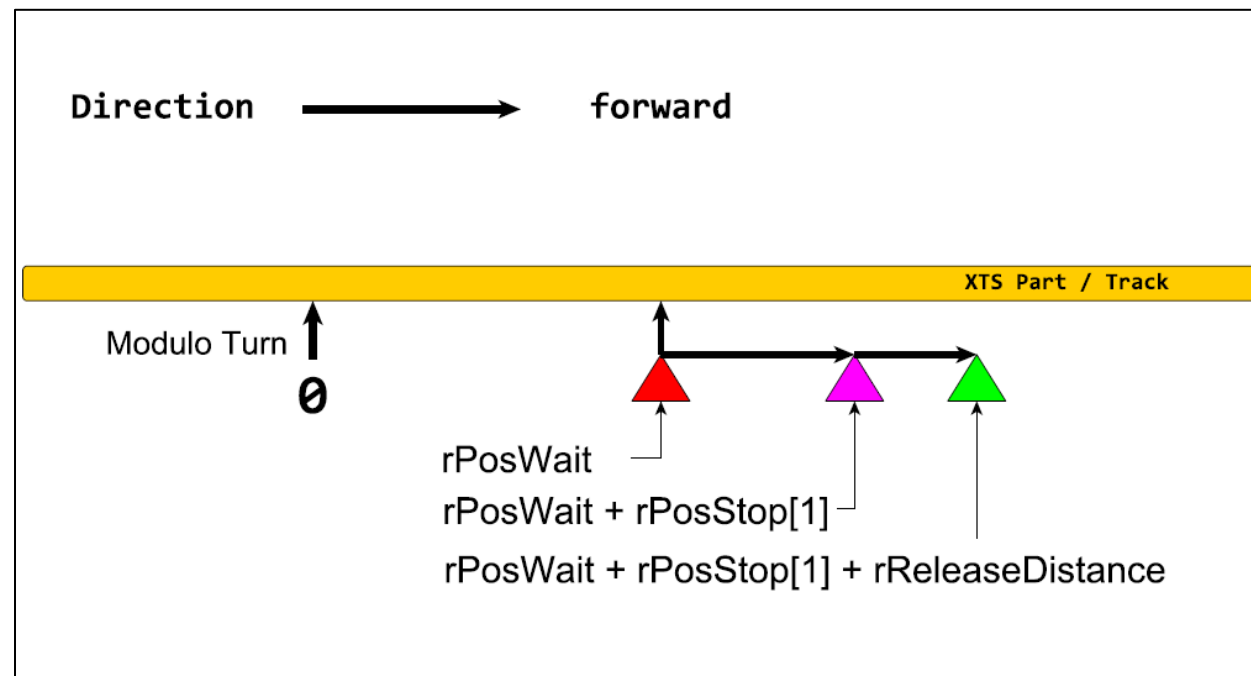 Direction forward
XTS Part / Track
Modulo Turn
0
rPosWait
rPosWait + rPosStop[1]
rPosWait + rPosStop[1] + rReleaseDistance